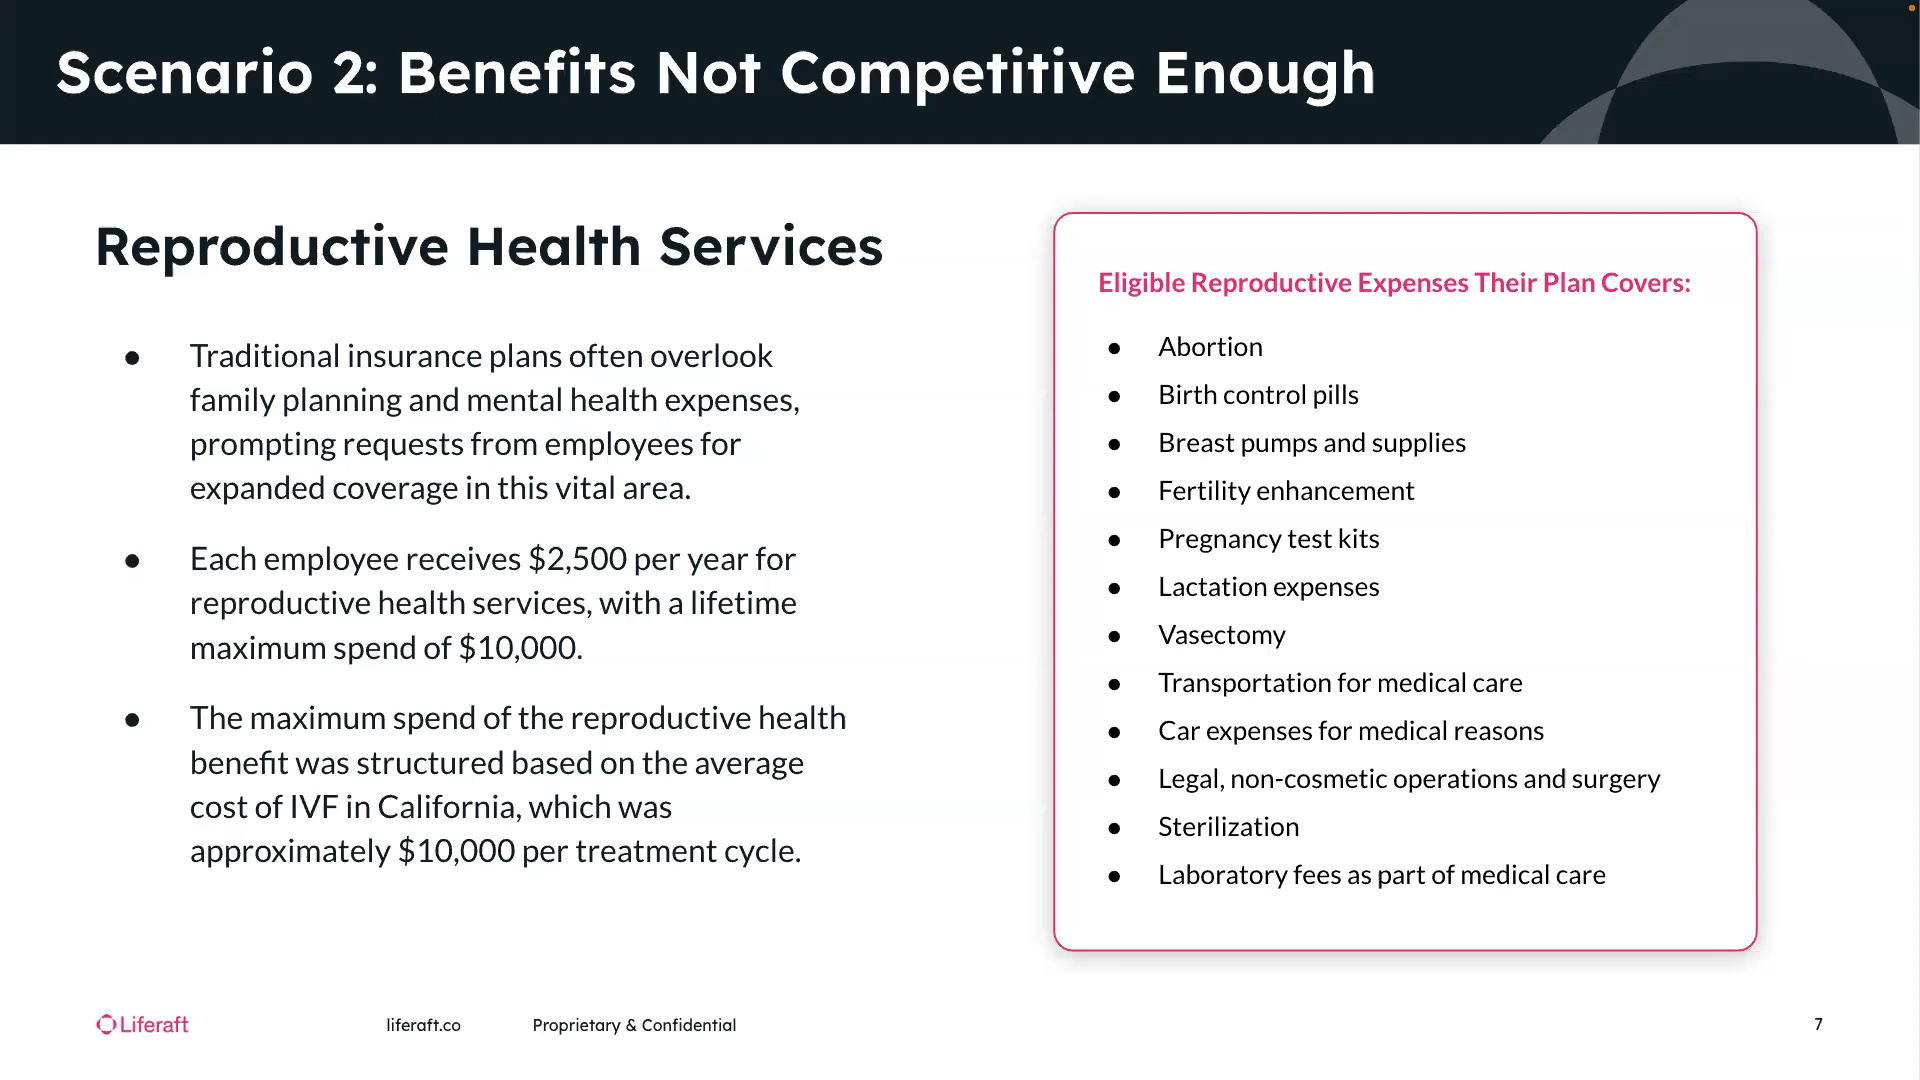 Scenario 2: Benefits Not Competitive Enough
Reproductive Health Services
● Traditional insurance plans often overlook
family planning and mental health expenses,
prompting requests from employees for
expanded coverage in this vital area.
● Each employee receives $2,500 per year for
reproductive health services, with a lifetime
maximum spend of $10,000.
● The maximum spend of the reproductive health
benefit was structured based on the average
cost of IVF in California, which was
approximately $10,000 per treatment cycle.
Eligible Reproductive Expenses Their Plan Covers:
● Abortion
● Birth control pills
● Breast pumps and supplies
● Fertility enhancement
● Pregnancy test kits
● Lactation expenses
● Vasectomy
● Transportation for medical care
● Car expenses for medical reasons
● Legal, non-cosmetic operations and surgery
● Sterilization
● Laboratory fees as part of medical care
Liferaft
liferaft.co
Proprietary & Confidential
7